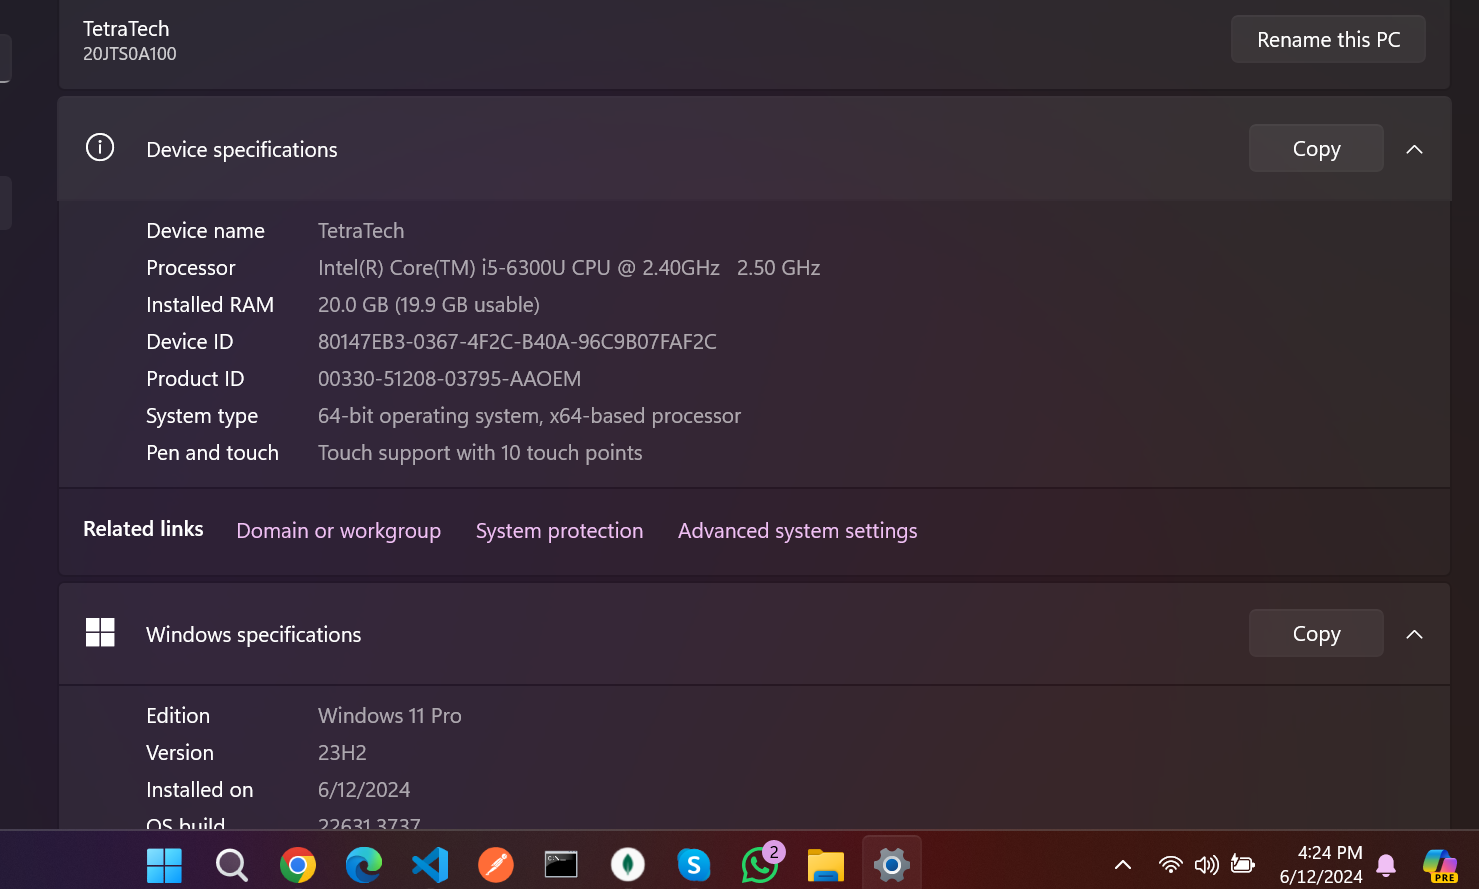 TetraTech
20JTS0A100
Rename this PC
Device specifications
Copy
Device name TetraTech
Processor Intel(R) Core(TM) i5-6300U CPU @ 2.40GHz 2.50 GHz
Installed RAM 20.0 GB (19.9 GB usable)
Device ID 80147EB3-0367-4F2C-B40A-96C9B07FAF2C
Product ID 00330-51208-03795-AAOEM
System type 64-bit operating system, x64-based processor
Pen and touch Touch support with 10 touch points
Related links Domain or workgroup System protection Advanced system settings
Windows specifications
Copy
Edition Windows 11 Pro
Version 23H2
Installed on 6/12/2024
OS build 22631.3737
2
4:24 PM
6/12/2024
PRE